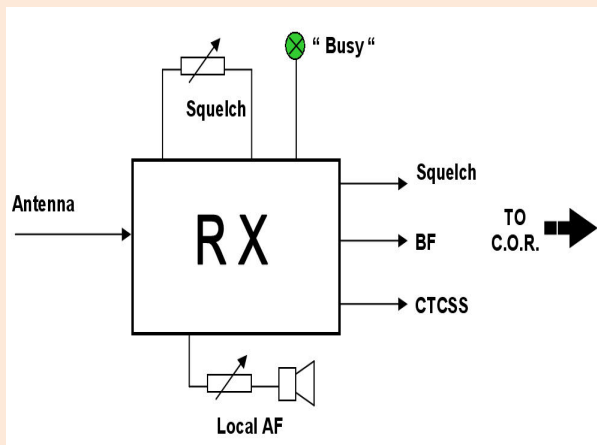 “ Busy “
Squelch
Squelch
Antenna
RX
BF
TO
C.O.R.
CTCSS
Local AF